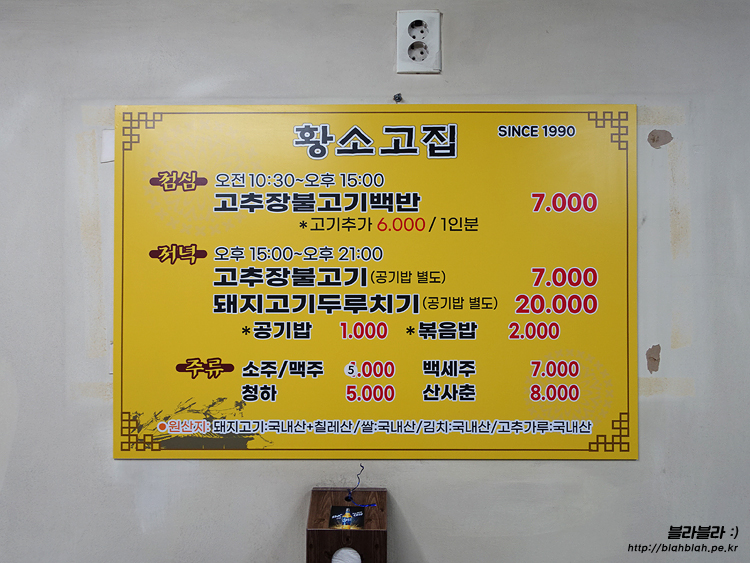 황소고집 SINCE 1990
점심 오전 10:30~오후 15:00
고추장불고기백반 7.000
*고기추가 6.000 / 1인분
저녁 오후 15:00~오후 21:00
고추장불고기(공기밥 별도) 7.000
돼지고기두루치기(공기밥 별도) 20.000
*공기밥 1.000 *볶음밥 2.000
주류 소주/맥주 5.000 백세주 7.000
청하 5.000 산사춘 8.000
●원산지: 돼지고기:국내산+칠레산/쌀:국내산/김치:국내산/고추가루:국내산
블라블라 :)
http://blahblah.pe.kr